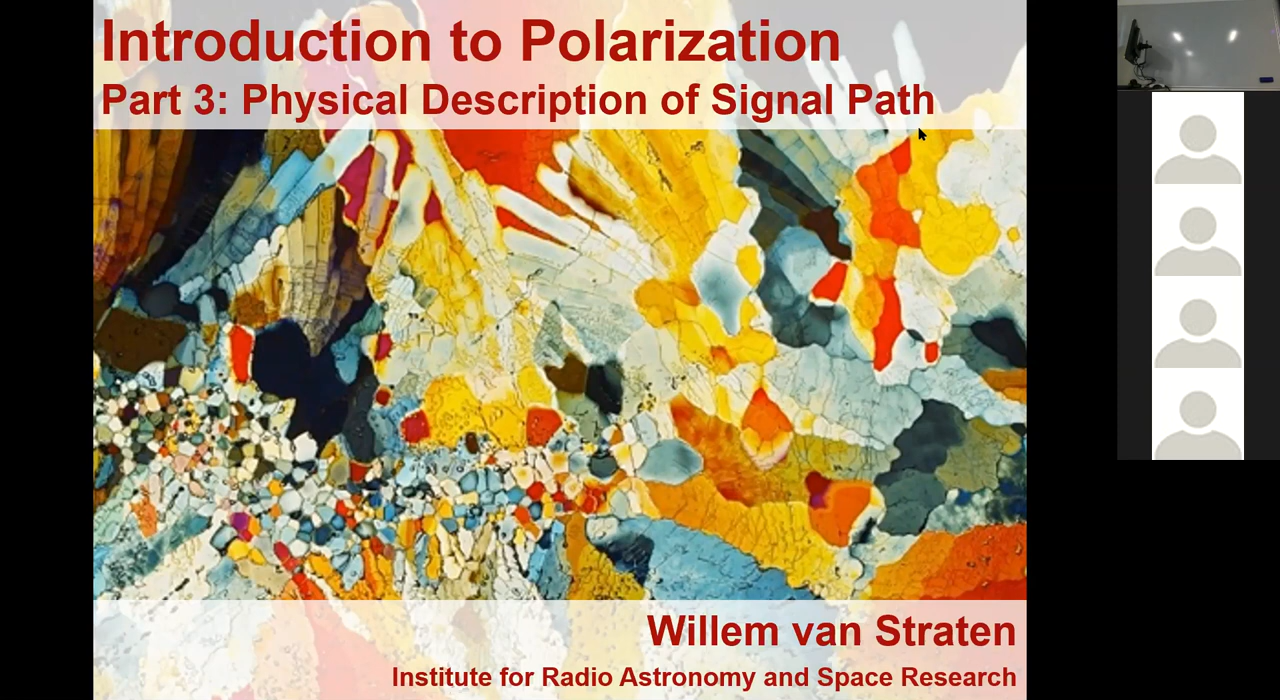 Introduction to Polarization
Part 3: Physical Description of Signal Path
Willem van Straten
Institute for Radio Astronomy and Space Research